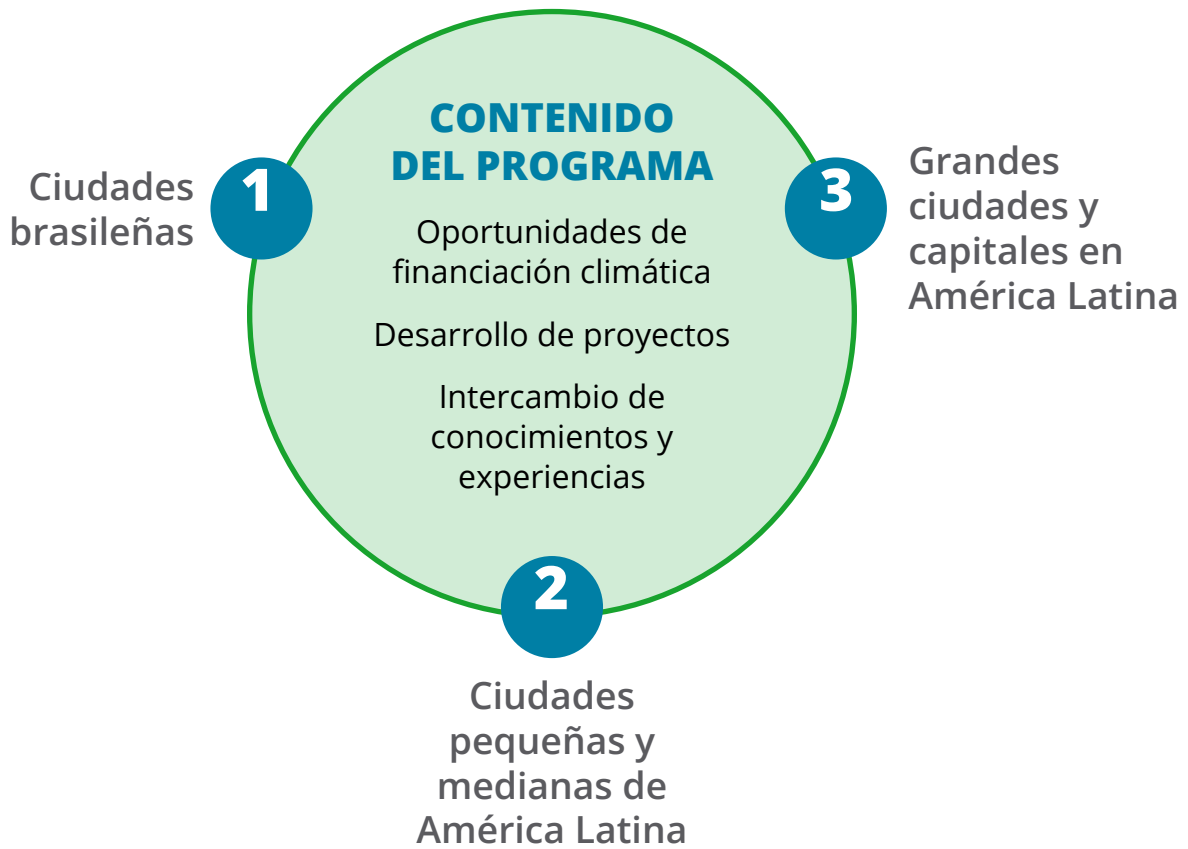 CONTENIDO
DEL PROGRAMA
Oportunidades de
financiación climática
Desarrollo de proyectos
Intercambio de
conocimientos y
experiencias
1
Ciudades
brasileñas
2
Ciudades
pequeñas y
medianas de
América Latina
3
Grandes
ciudades y
capitales en
América Latina